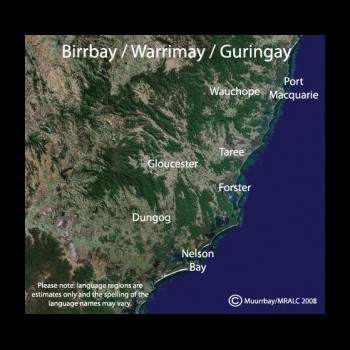 Birrbay / Warrimay / Guringay
Port
Macquarie
Wauchope
Taree
Gloucester
Forster
Dungog
Nelson
Bay
Please note: language regions are
estimates only and the spelling of the
language names may vary.
© Muurrbay/MRALC 2008